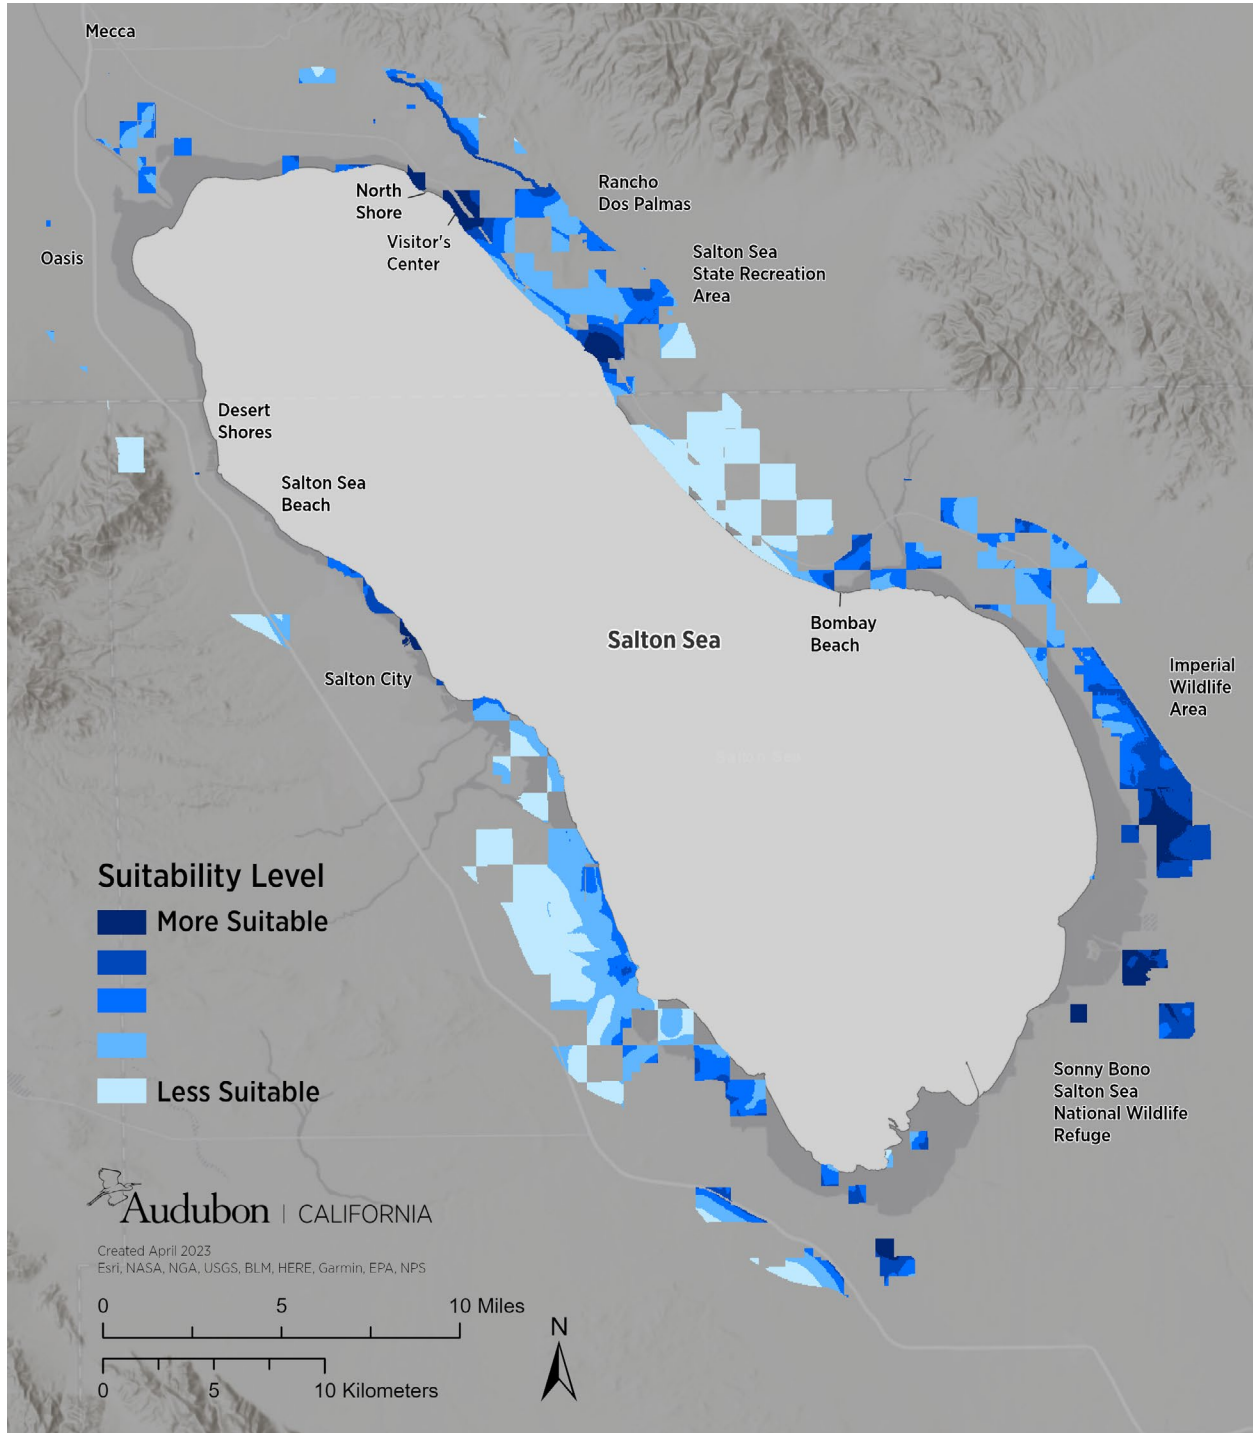 Mecca
North
Shore
Visitor's
Center
Rancho
Dos Palmas
Oasis
Salton Sea
State Recreation
Area
Desert
Shores
Salton Sea
Beach
Salton Sea
Bombay
Beach
Salton City
Imperial
Wildlife
Area
Salton Sea
Suitability Level
More Suitable
Less Suitable
Sonny Bono
Salton Sea
National Wildlife
Refuge
Audubon | CALIFORNIA
Created April 2023
Esri, NASA, NGA, USGS, BLM, HERE, Garmin, EPA, NPS
0 5 10 Miles
N
0 5 10 Kilometers